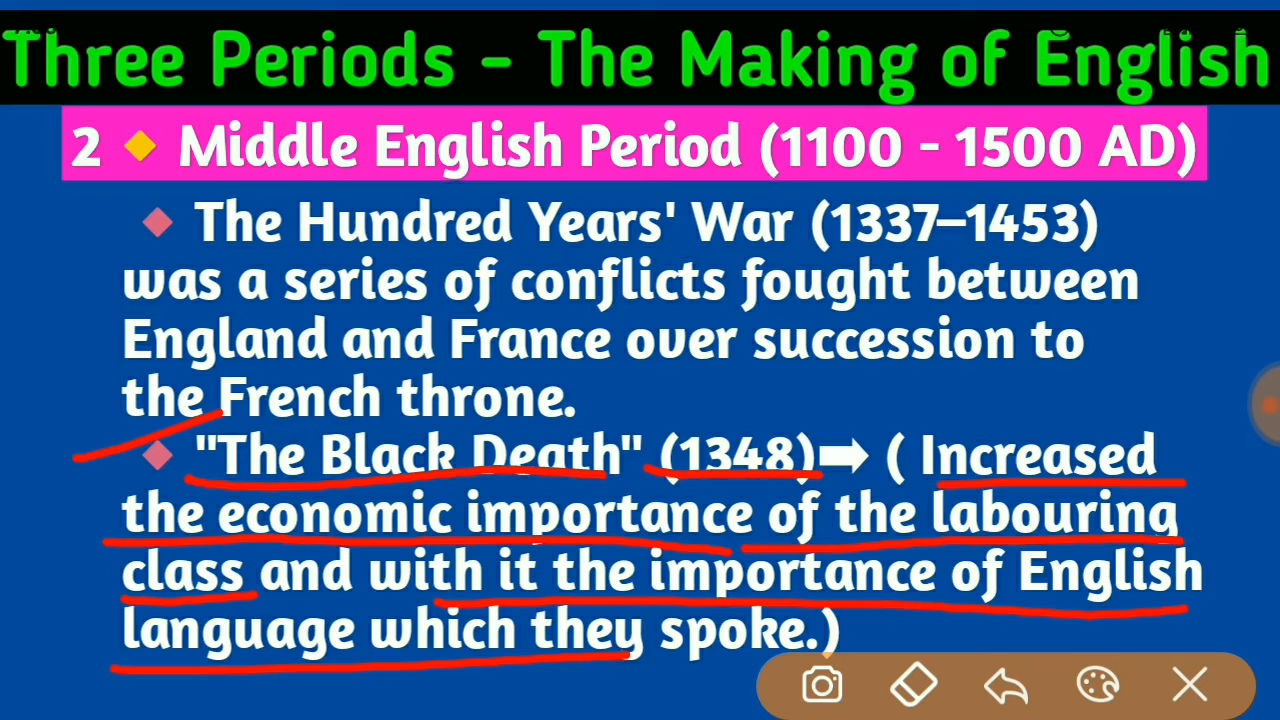 Three Periods - The Making of English
2 🔸 Middle English Period (1100 - 1500 AD)
The Hundred Years' War (1337–1453)
was a series of conflicts fought between
England and France over succession to
the French throne.
"The Black Death" (1348)➡ ( Increased
the economic importance of the labouring
class and with it the importance of English
language which they spoke.)